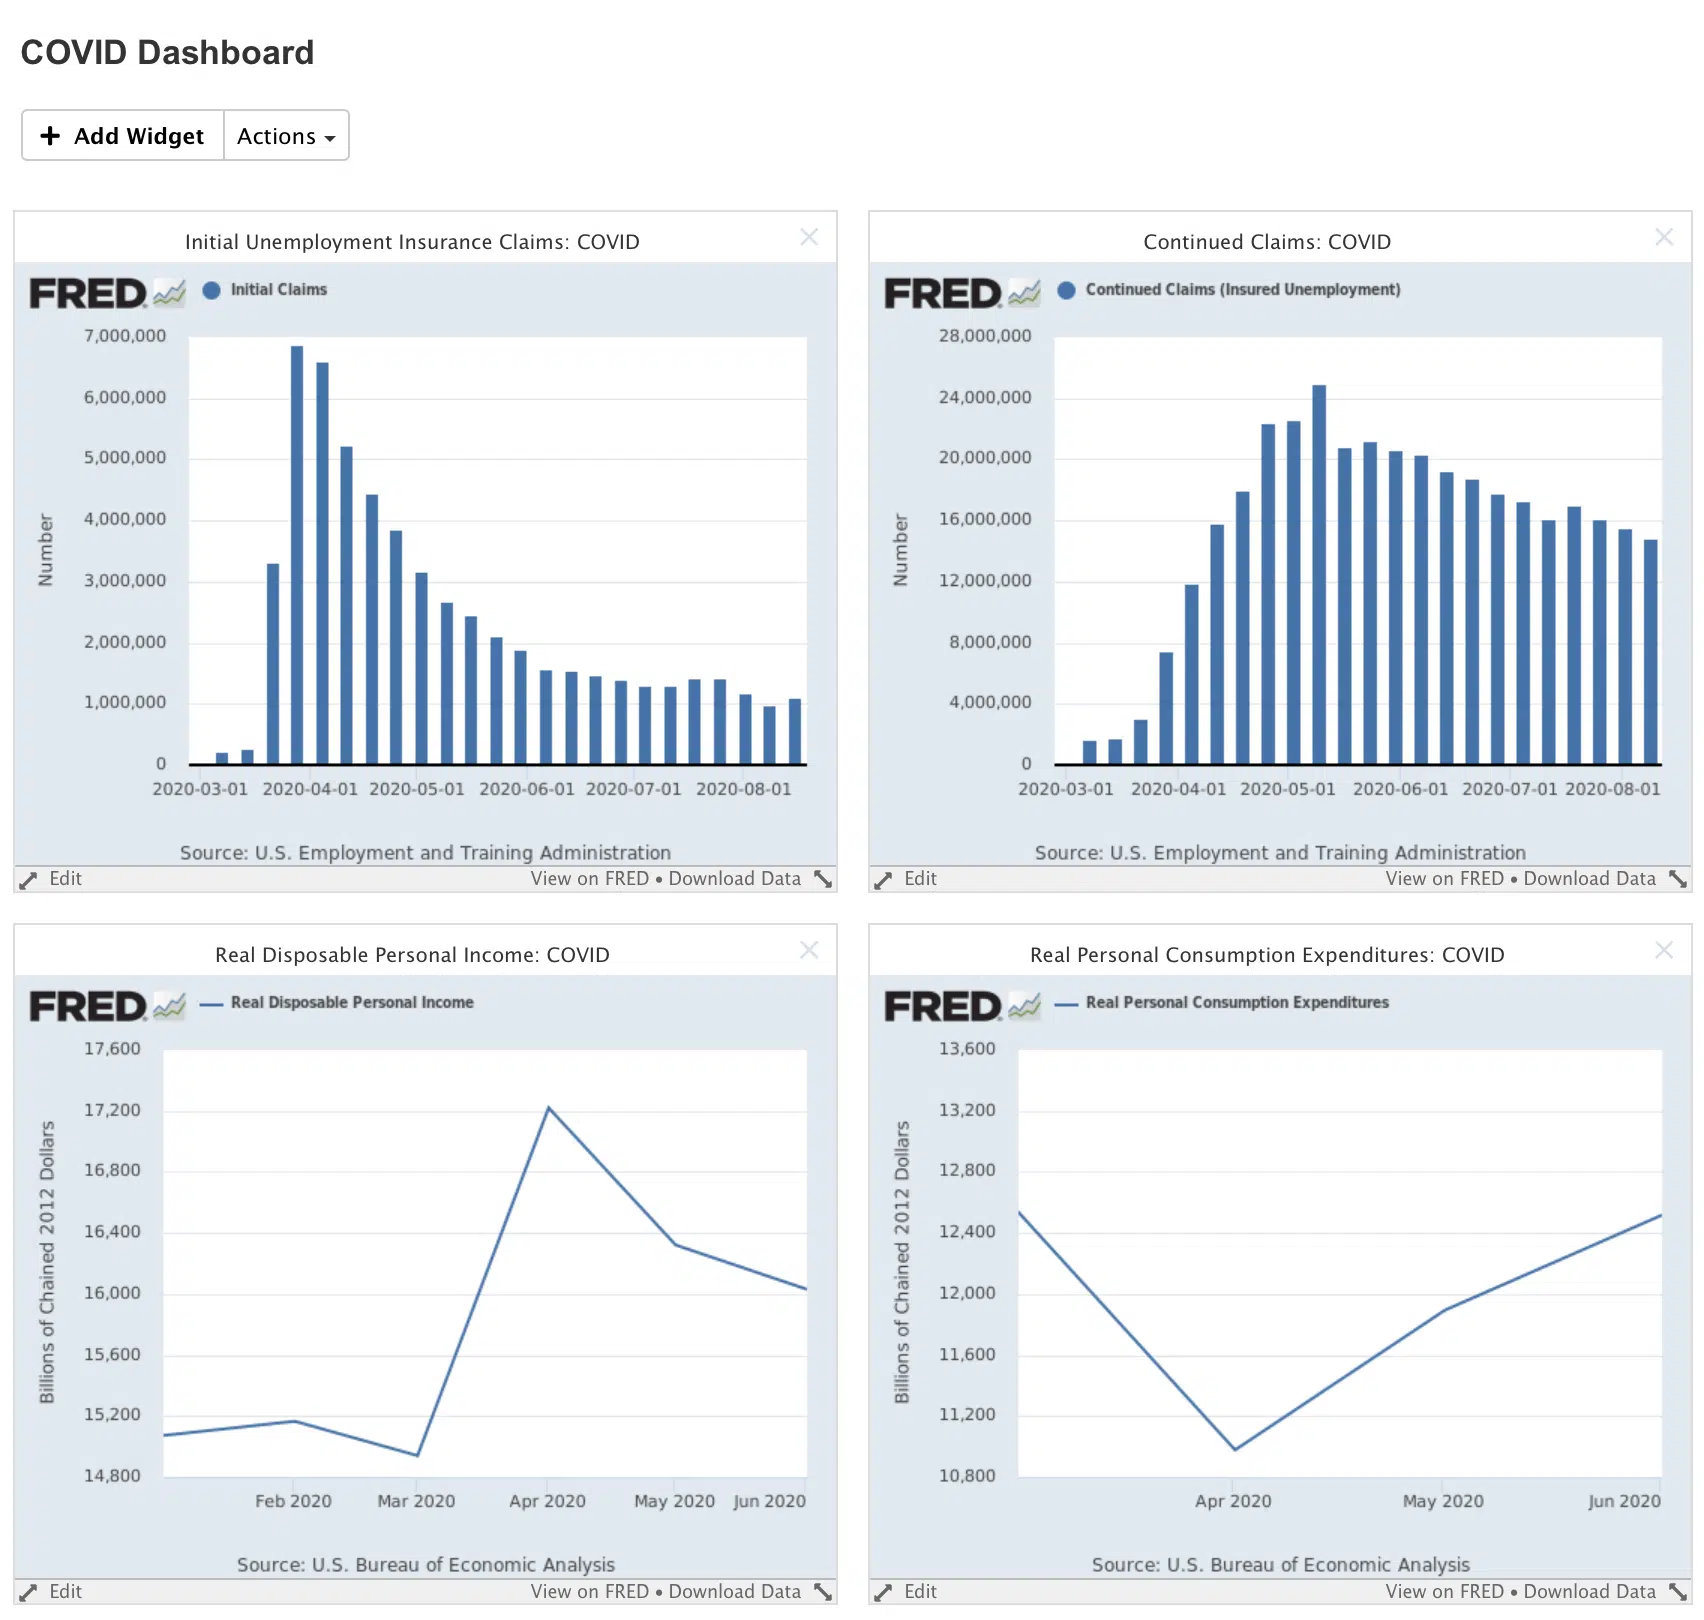 COVID Dashboard
+ Add Widget Actions
Initial Unemployment Insurance Claims: COVID
FRED Initial Claims
7,000,000
6,000,000
5,000,000
4,000,000
3,000,000
2,000,000
1,000,000
0
Number
2020-03-01 2020-04-01 2020-05-01 2020-06-01 2020-07-01 2020-08-01
Source: U.S. Employment and Training Administration
Edit View on FRED • Download Data
Continued Claims: COVID
FRED Continued Claims (Insured Unemployment)
28,000,000
24,000,000
20,000,000
16,000,000
12,000,000
8,000,000
4,000,000
0
Number
2020-03-01 2020-04-01 2020-05-01 2020-06-01 2020-07-01 2020-08-01
Source: U.S. Employment and Training Administration
Edit View on FRED • Download Data
Real Disposable Personal Income: COVID
FRED Real Disposable Personal Income
17,600
17,200
16,800
16,400
16,000
15,600
15,200
14,800
Billions of Chained 2012 Dollars
Feb 2020 Mar 2020 Apr 2020 May 2020 Jun 2020
Source: U.S. Bureau of Economic Analysis
Edit View on FRED • Download Data
Real Personal Consumption Expenditures: COVID
FRED Real Personal Consumption Expenditures
13,600
13,200
12,800
12,400
12,000
11,600
11,200
10,800
Billions of Chained 2012 Dollars
Apr 2020 May 2020 Jun 2020
Source: U.S. Bureau of Economic Analysis
Edit View on FRED • Download Data